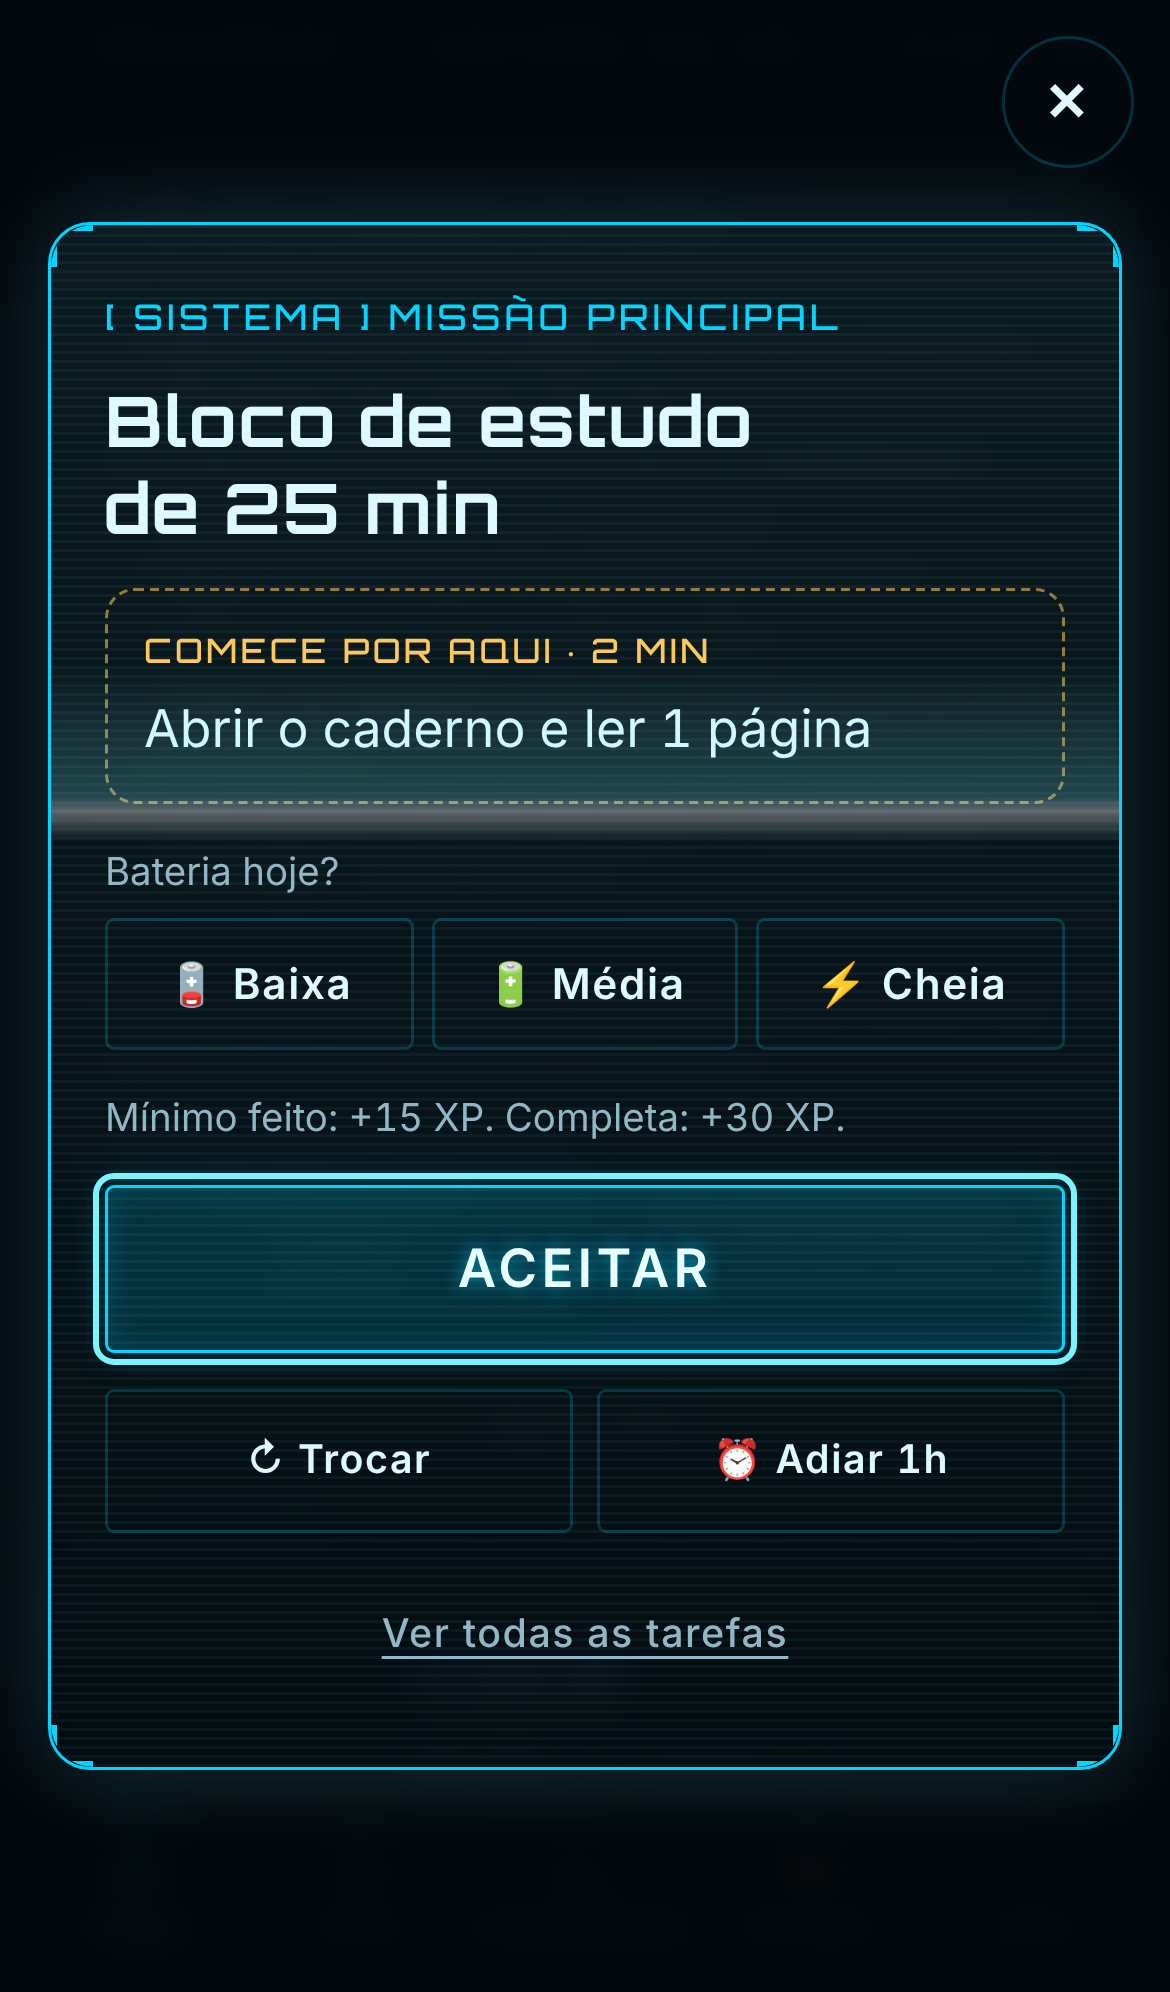 ×
[ SISTEMA ] MISSÃO PRINCIPAL
Bloco de estudo
de 25 min
COMECE POR AQUI · 2 MIN
Abrir o caderno e ler 1 página
Bateria hoje?
🪫 Baixa 🔋 Média ⚡ Cheia
Mínimo feito: +15 XP. Completa: +30 XP.
ACEITAR
↻ Trocar ⏰ Adiar 1h
Ver todas as tarefas